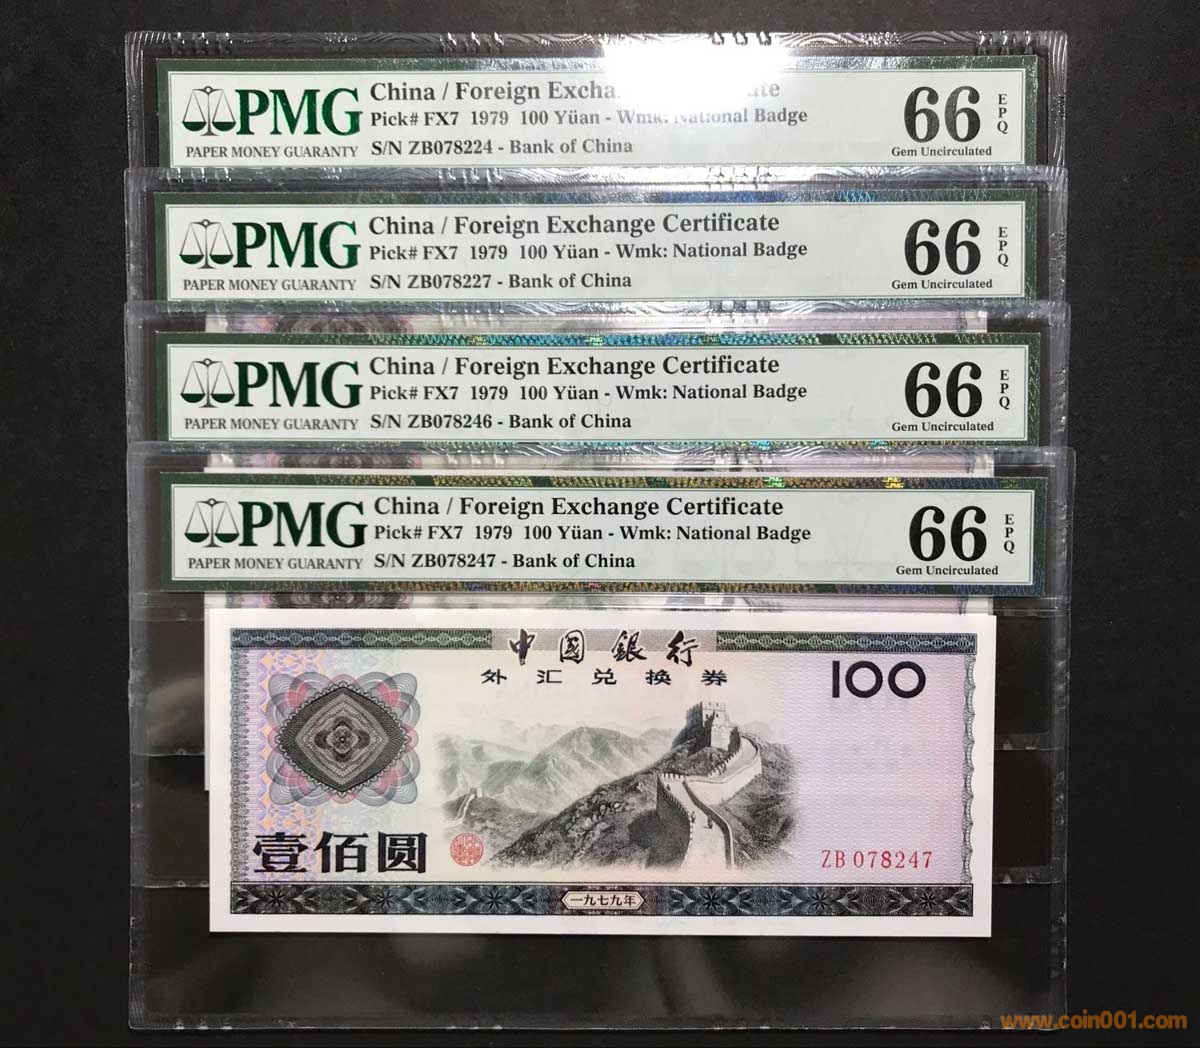 PMG
PAPER MONEY GUARANTY
China / Foreign Excha
Pick# FX7 1979 100 Yüan - Wmk: National Badge
S/N ZB078224 - Bank of China
66
EPQ
Gem Uncirculated
PMG
PAPER MONEY GUARANTY
China / Foreign Exchange Certificate
Pick# FX7 1979 100 Yüan - Wmk: National Badge
S/N ZB078227 - Bank of China
66
EPQ
Gem Uncirculated
PMG
PAPER MONEY GUARANTY
China / Foreign Exchange Certificate
Pick# FX7 1979 100 Yüan - Wmk: National Badge
S/N ZB078246 - Bank of China
66
EPQ
Gem Uncirculated
PMG
PAPER MONEY GUARANTY
China / Foreign Exchange Certificate
Pick# FX7 1979 100 Yüan - Wmk: National Badge
S/N ZB078247 - Bank of China
66
EPQ
Gem Uncirculated
中国銀行
外汇兑换券
100
壹佰圆
ZB 078247
一九七九年
www.coin001.com